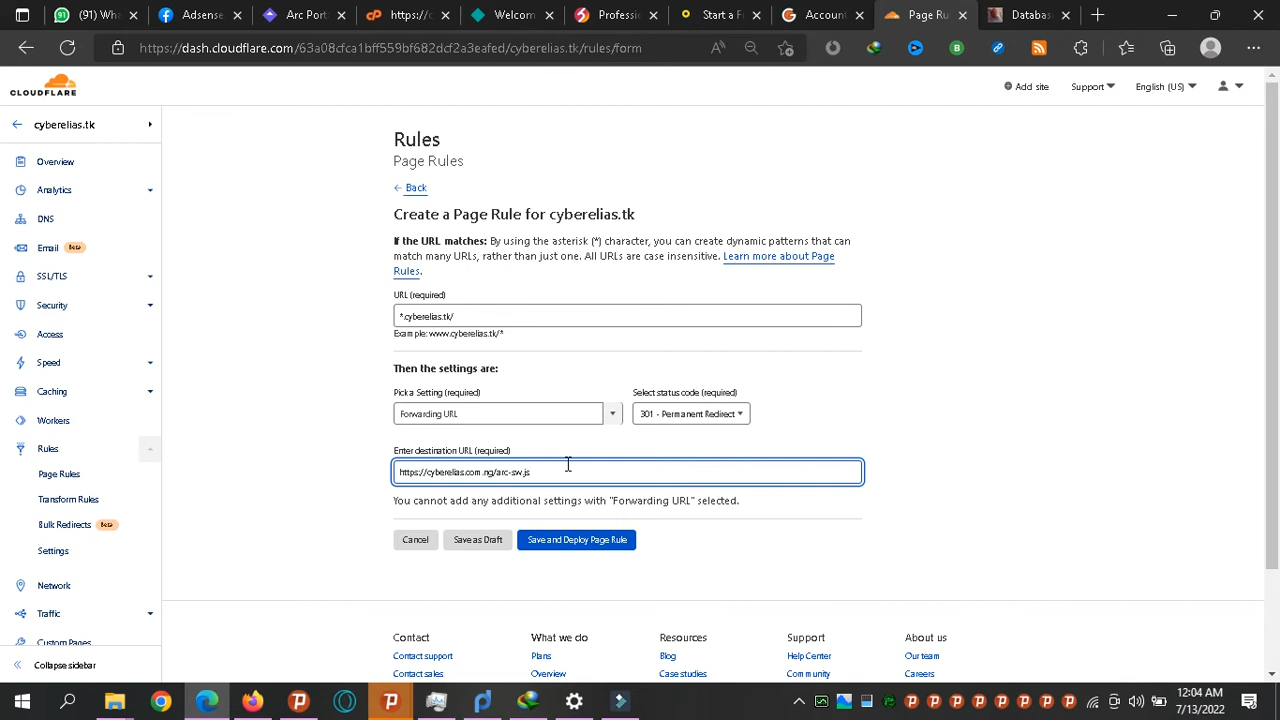 (91) Wha
Adsense
Arc Port
https://c
Welcom
Professio
Start a F
Account
Page Ru
Databas
https://dash.cloudflare.com/63a08cfca1bff559bf682dcf2a3eafed/cyberelias.tk/rules/form
CLOUDFLARE
Add site
Support
English (US)
cyberelias.tk
Overview
Analytics
DNS
Email Beta
SSL/TLS
Security
Access
Speed
Caching
Workers
Rules
Page Rules
Transform Rules
Bulk Redirects Beta
Settings
Network
Traffic
Custom Pages
Collapse sidebar
Rules
Page Rules
Back
Create a Page Rule for cyberelias.tk
If the URL matches: By using the asterisk (*) character, you can create dynamic patterns that can
match many URLs, rather than just one. All URLs are case insensitive. Learn more about Page
Rules.
URL (required)
*.cyberelias.tk/
Example: www.cyberelias.tk/*
Then the settings are:
Pick a Setting (required)
Select status code (required)
Forwarding URL
301 - Permanent Redirect
Enter destination URL (required)
https://cyberelias.com.ng/arc-sw.js
You cannot add any additional settings with "Forwarding URL" selected.
Cancel
Save as Draft
Save and Deploy Page Rule
Contact
What we do
Resources
Support
About us
Contact support
Plans
Blog
Help Center
Our team
Contact sales
Overview
Case studies
Community
Careers
12:04 AM
7/13/2022